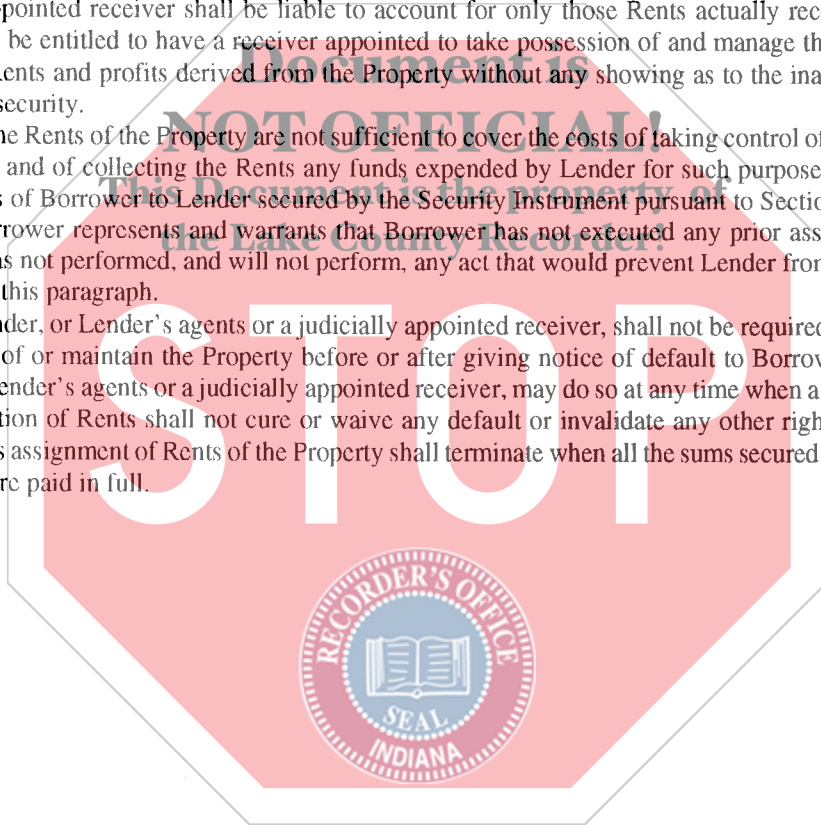 pointed receiver shall be liable to account for only those Rents actually rec
be entitled to have a receiver appointed to take possession of and manage th
ents and profits derived from the Property without any showing as to the ina
security.
ne Rents of the Property are not sufficient to cover the costs of taking control of
and of collecting the Rents any funds expended by Lender for such purpose
s of Borrower to Lender secured by the Security Instrument pursuant to Sectio
rrower represents and warrants that Borrower has not executed any prior ass
as not performed, and will not perform, any act that would prevent Lender fron
this paragraph.
nder, or Lender's agents or a judicially appointed receiver, shall not be required
of or maintain the Property before or after giving notice of default to Borrov
ender's agents or a judicially appointed receiver, may do so at any time when a
tion of Rents shall not cure or waive any default or invalidate any other righ
s assignment of Rents of the Property shall terminate when all the sums secured
re paid in full.
Document is
NOT OFFICIAL!
This Document is the property of
the Lake County Recorder!
STOP
RECORDER'S OFFICE
SEAL
INDIANA